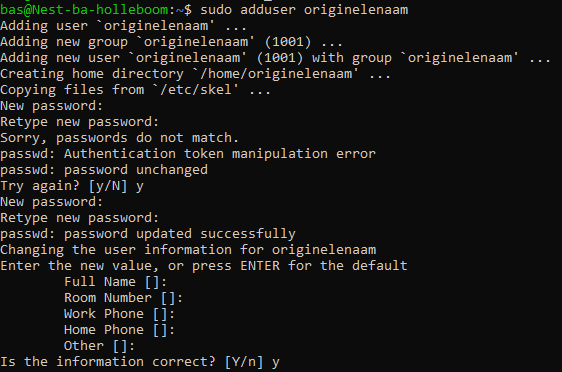 bas@Nest-ba-holleboom:~$ sudo adduser originelenaam
Adding user `originelenaam' ...
Adding new group `originelenaam' (1001) ...
Adding new user `originelenaam' (1001) with group `originelenaam' ...
Creating home directory `/home/originelenaam' ...
Copying files from `/etc/skel' ...
New password:
Retype new password:
Sorry, passwords do not match.
passwd: Authentication token manipulation error
passwd: password unchanged
Try again? [y/N] y
New password:
Retype new password:
passwd: password updated successfully
Changing the user information for originelenaam
Enter the new value, or press ENTER for the default
Full Name []:
Room Number []:
Work Phone []:
Home Phone []:
Other []:
Is the information correct? [Y/n] y